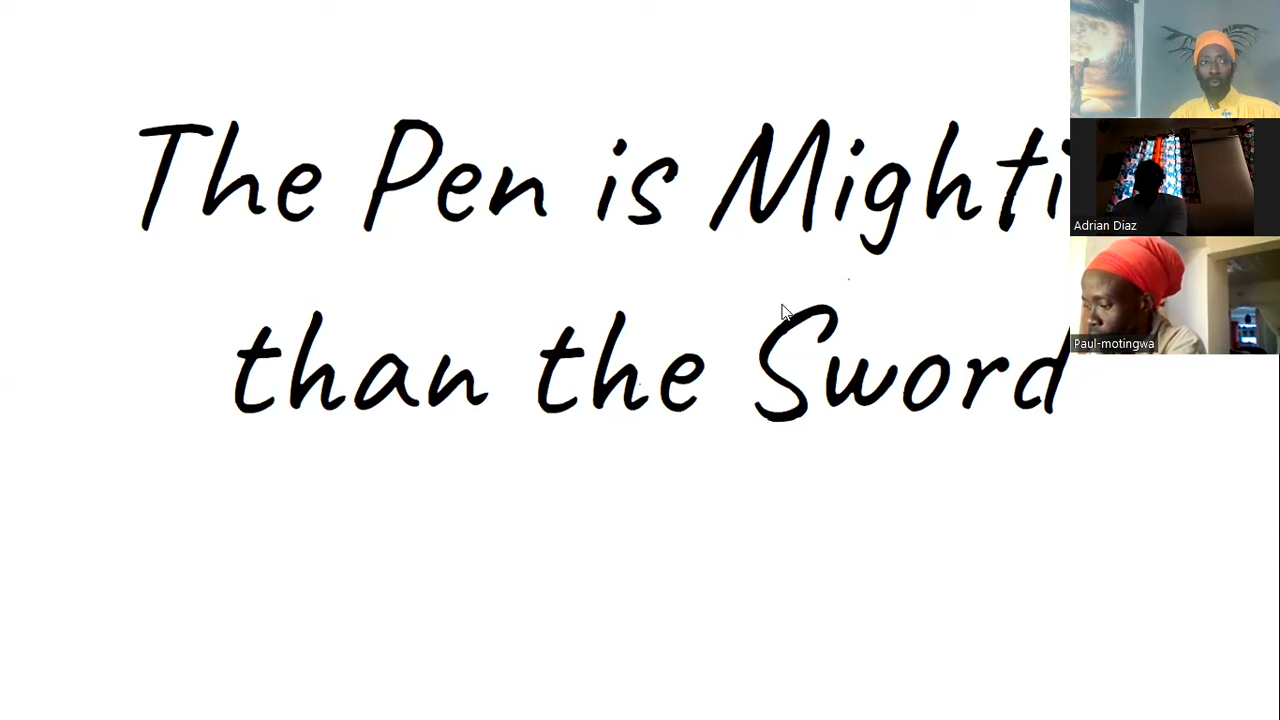 The Pen is Mighti
than the Sword
Adrian Diaz
Paul-motingwa